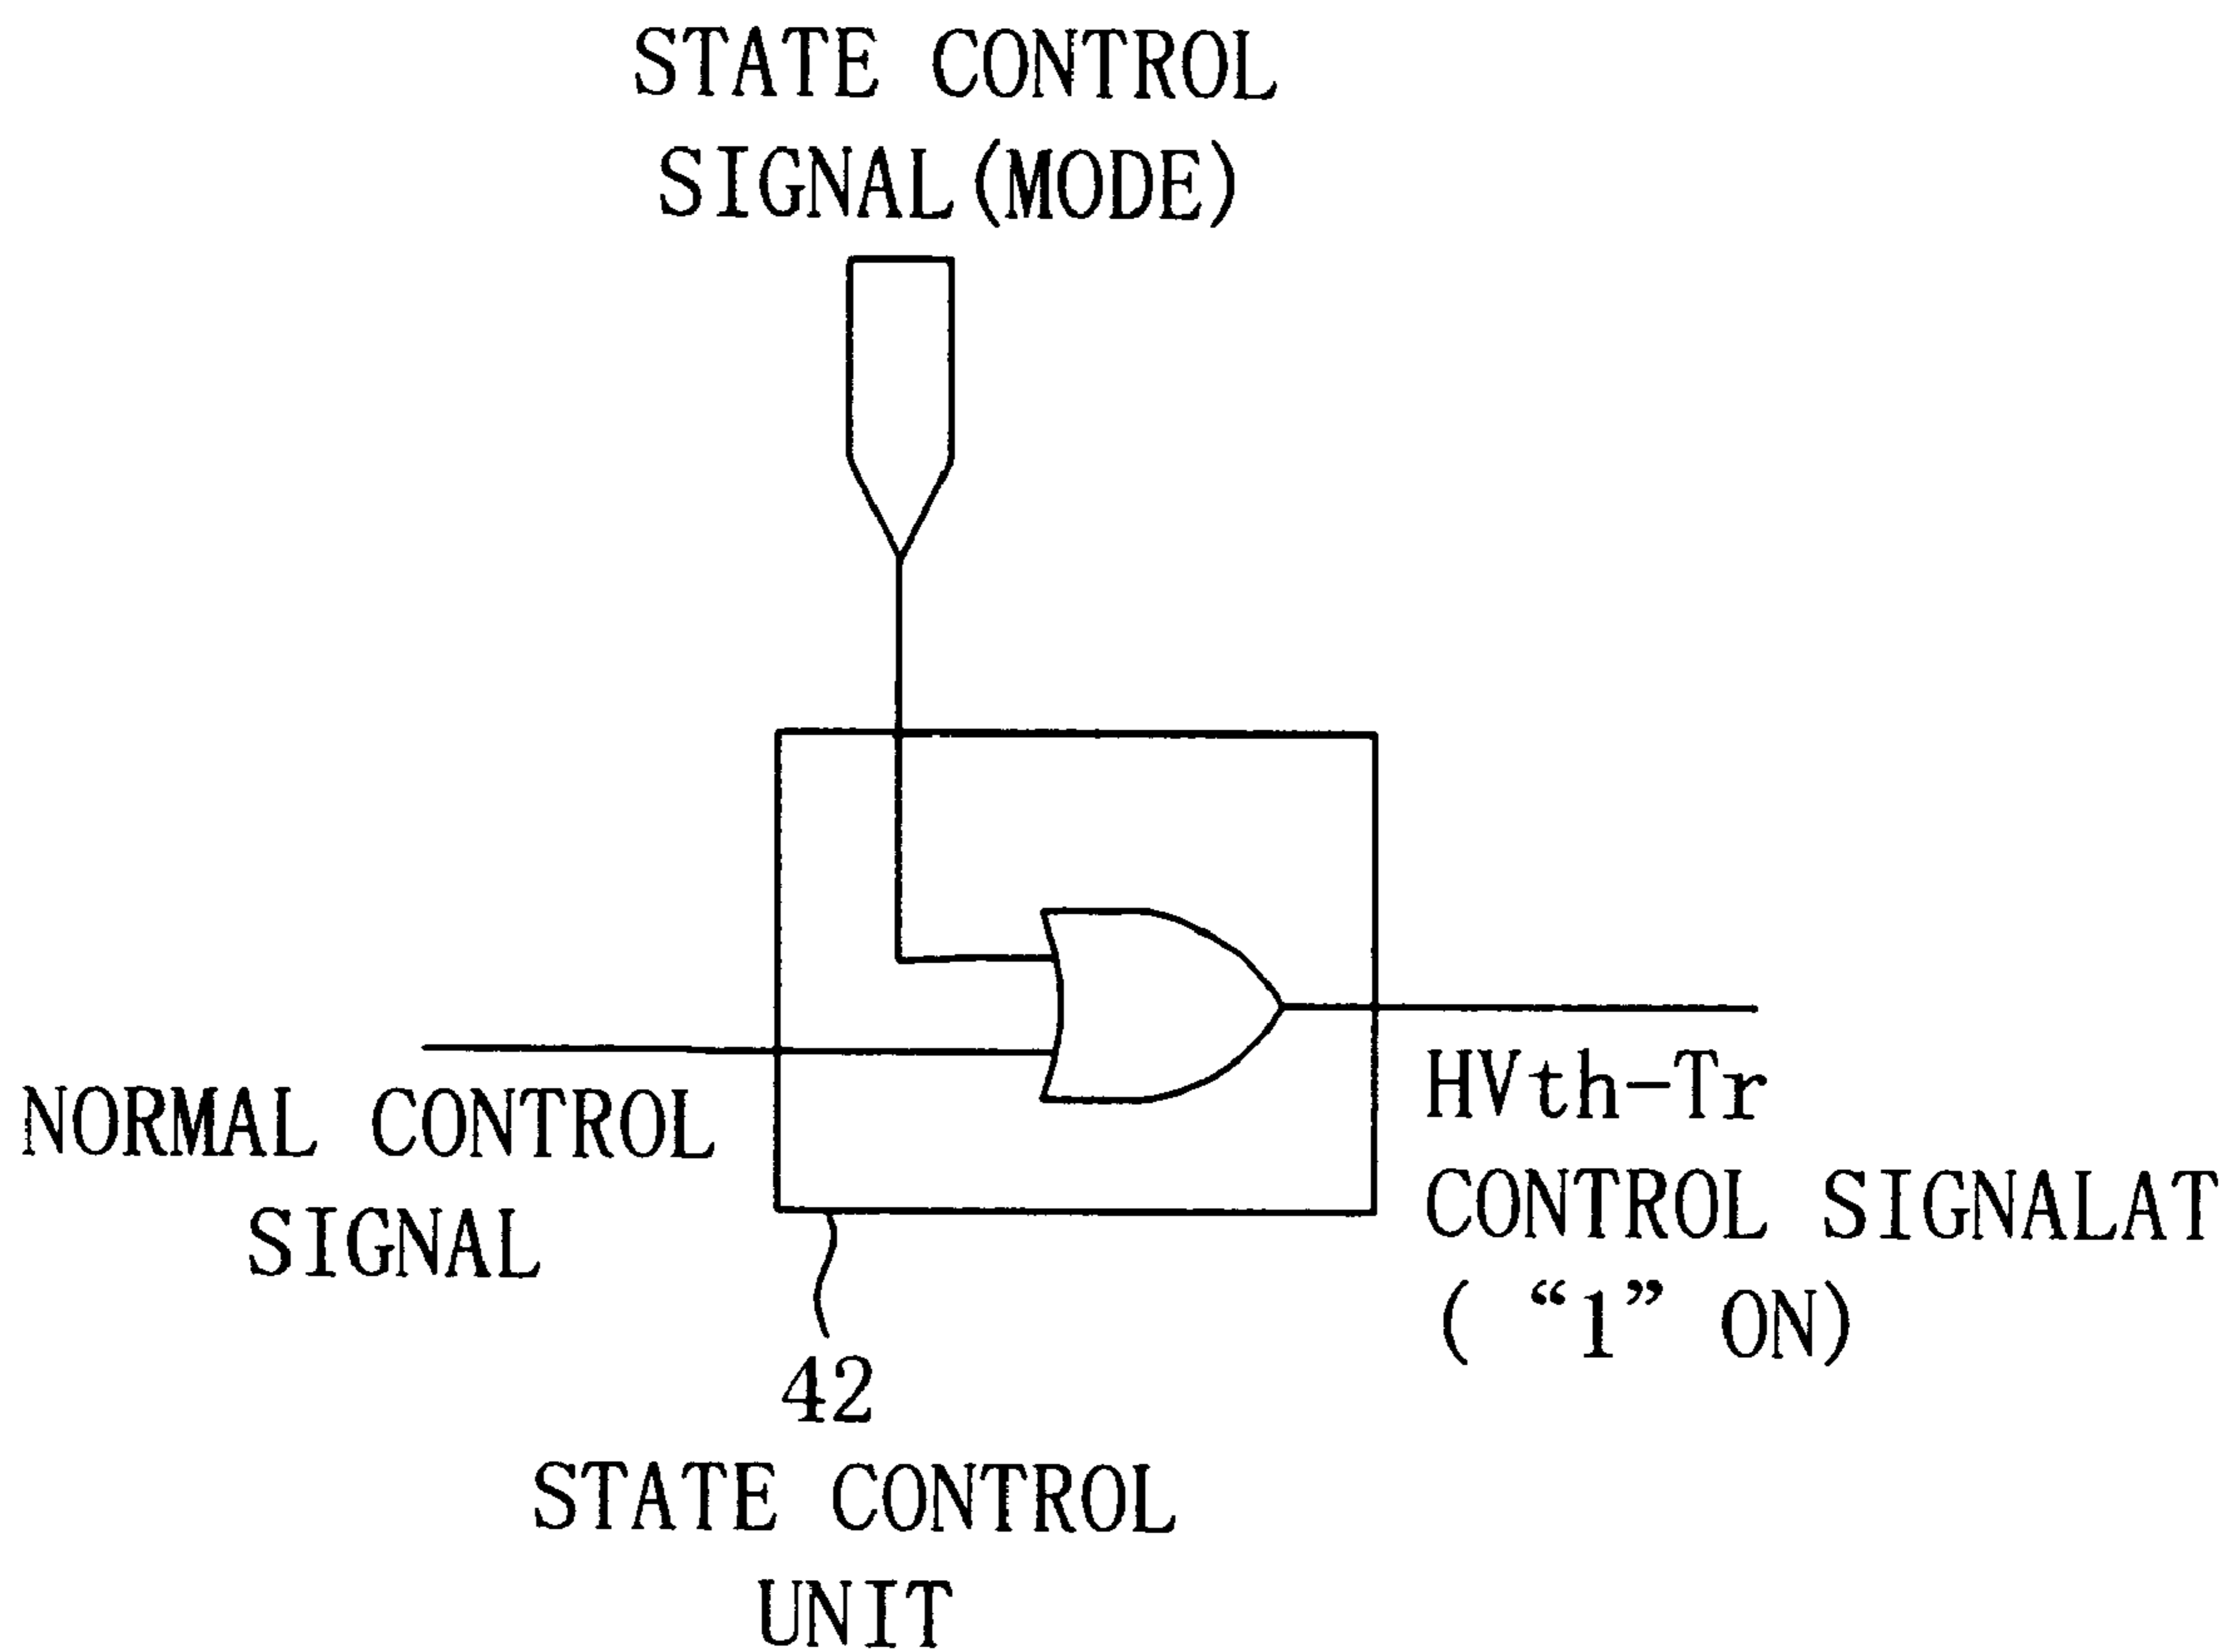 STATE CONTROL
SIGNAL(MODE)
NORMAL CONTROL
SIGNAL
HVth-Tr
CONTROL SIGNALAT
( “1” ON)
42
STATE CONTROL
UNIT